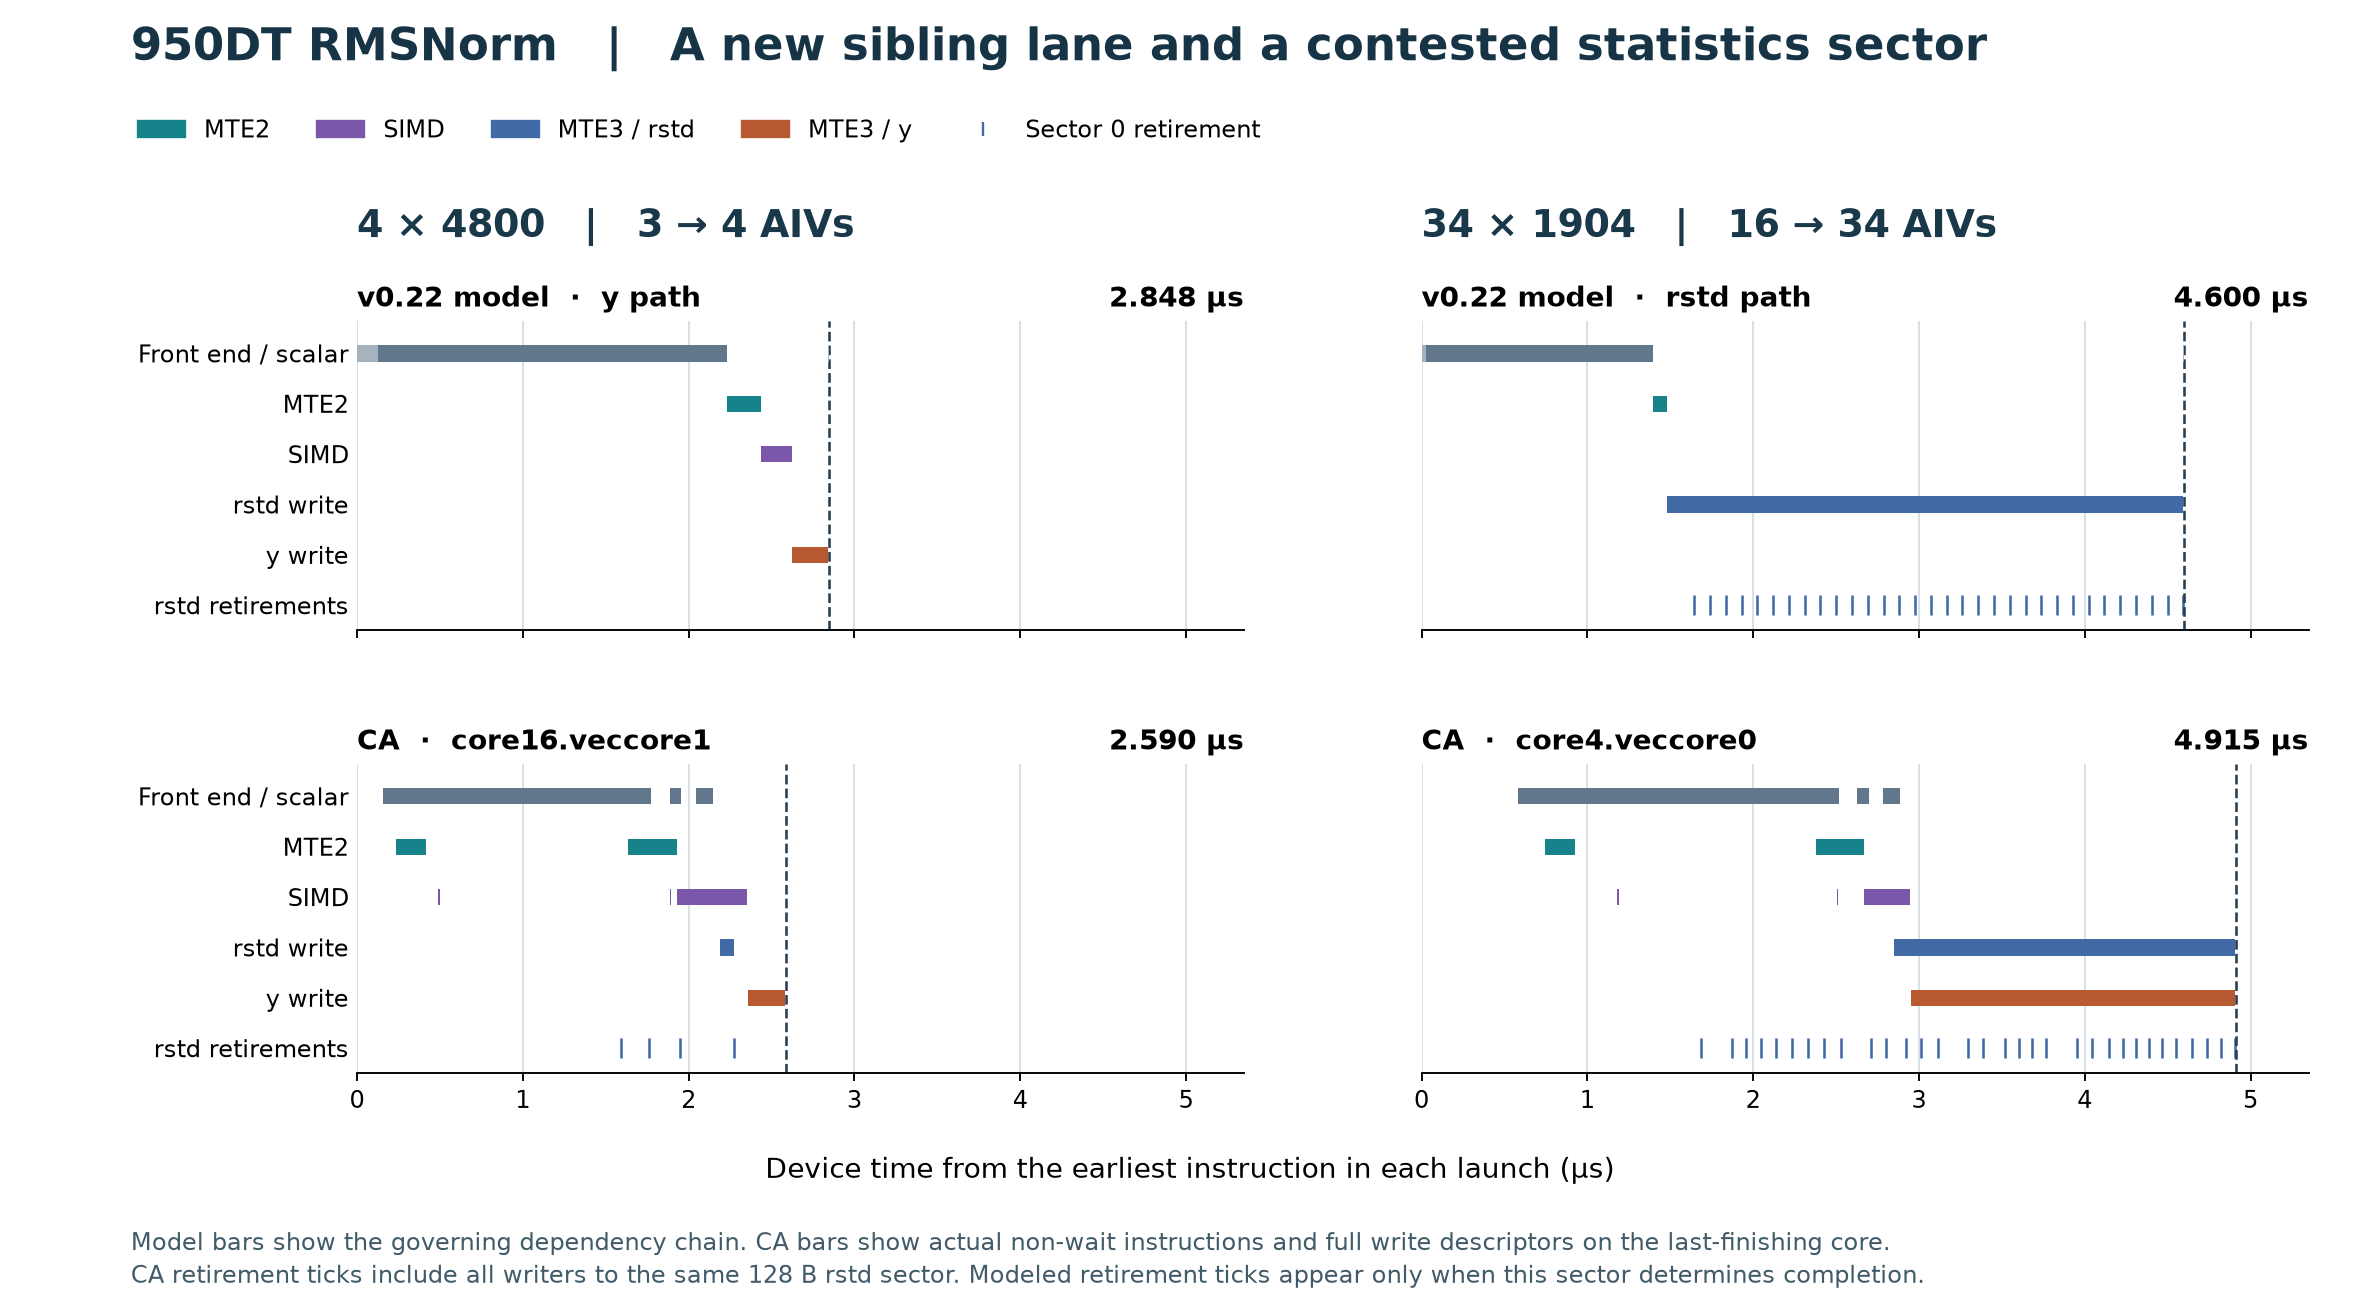 950DT RMSNorm | A new sibling lane and a contested statistics sector
MTE2 SIMD MTE3 / rstd MTE3 / y Sector 0 retirement
4 × 4800 | 3 → 4 AIVs
v0.22 model · y path 2.848 µs
Front end / scalar
MTE2
SIMD
rstd write
y write
rstd retirements
34 × 1904 | 16 → 34 AIVs
v0.22 model · rstd path 4.600 µs
CA · core16.veccore1 2.590 µs
Front end / scalar
MTE2
SIMD
rstd write
y write
rstd retirements
0 1 2 3 4 5
CA · core4.veccore0 4.915 µs
0 1 2 3 4 5
Device time from the earliest instruction in each launch (µs)
Model bars show the governing dependency chain. CA bars show actual non-wait instructions and full write descriptors on the last-finishing core.
CA retirement ticks include all writers to the same 128 B rstd sector. Modeled retirement ticks appear only when this sector determines completion.